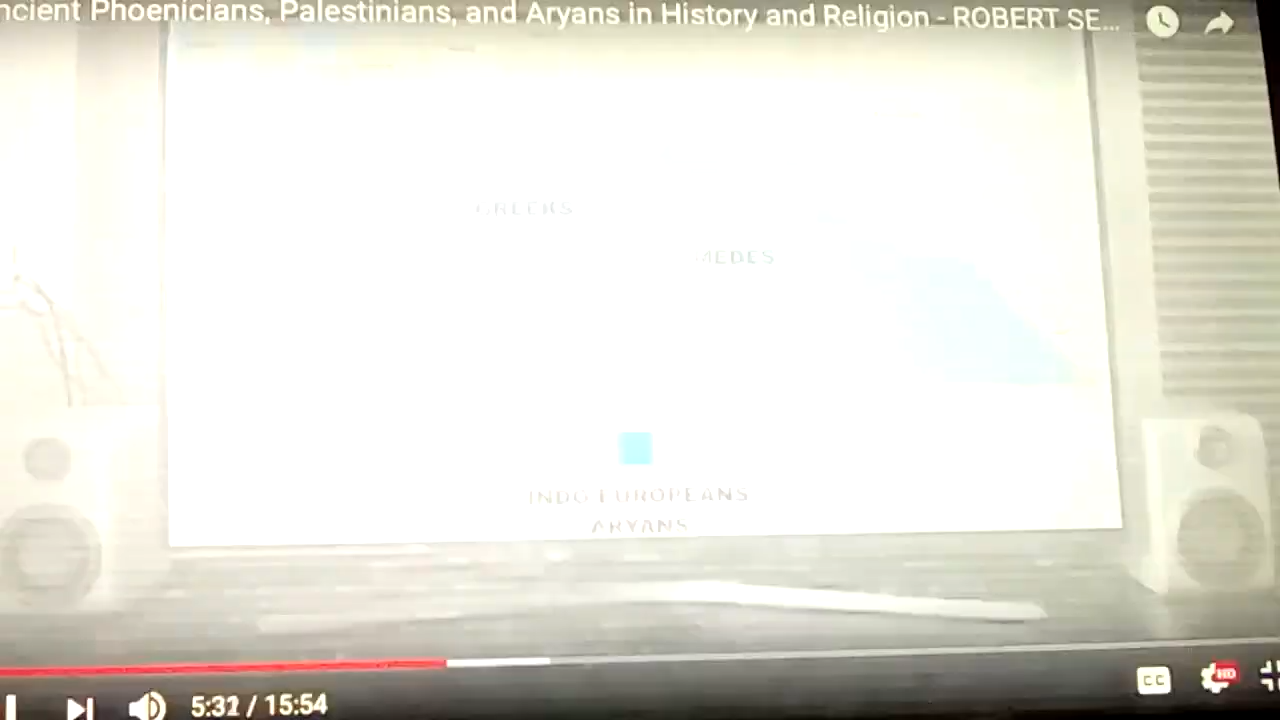 ncient Phoenicians, Palestinians, and Aryans in History and Religion - ROBERT SE...
GREEKS
MEDES
INDO-EUROPEANS
ARYANS
5:32 / 15:54
CC
HD